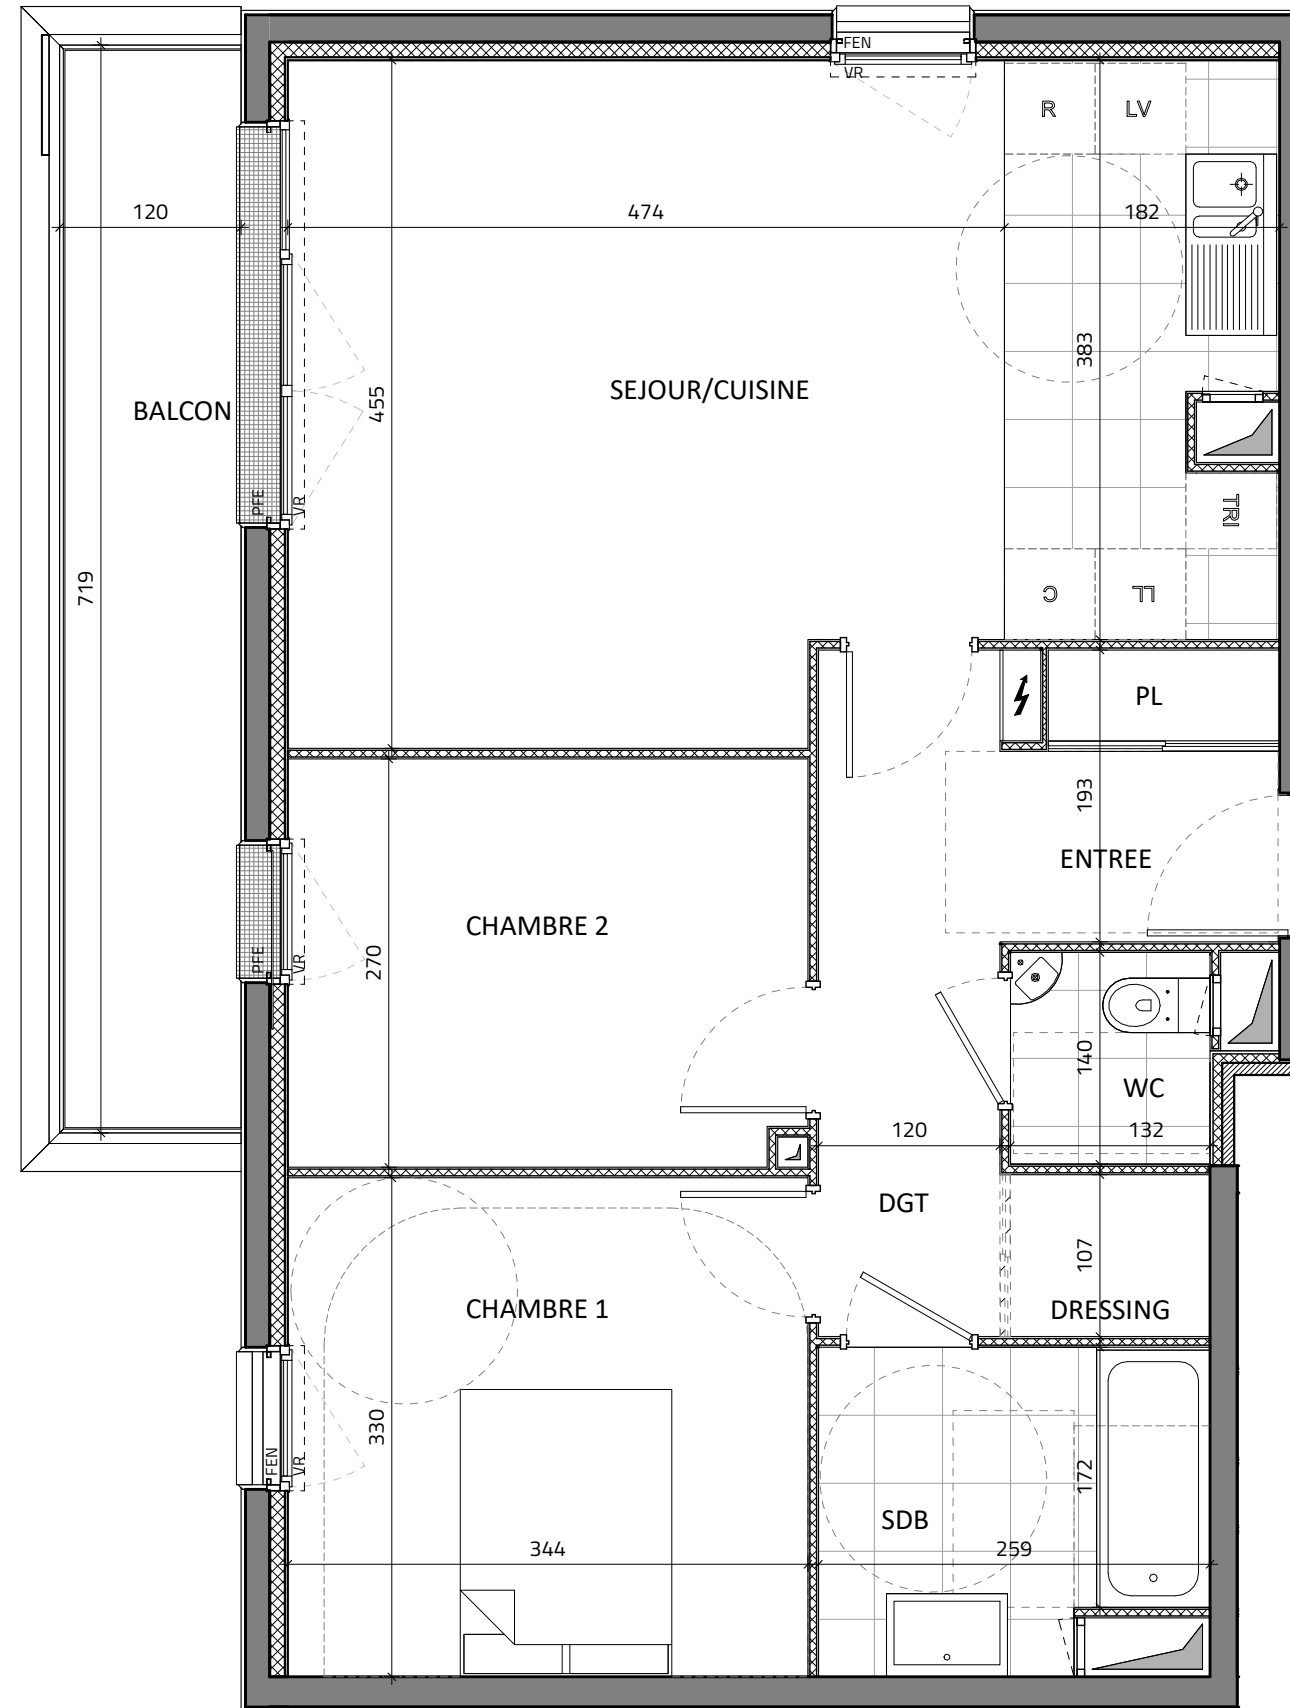 FEN
VR
R
LV
120
474
182
383
455
SEJOUR/CUISINE
BALCON
PFE
VR
TRI
719
C
LL
PL
193
ENTREE
CHAMBRE 2
270
PFE
VR
140
WC
120
132
DGT
107
CHAMBRE 1
DRESSING
330
FEN
VR
172
SDB
344
259